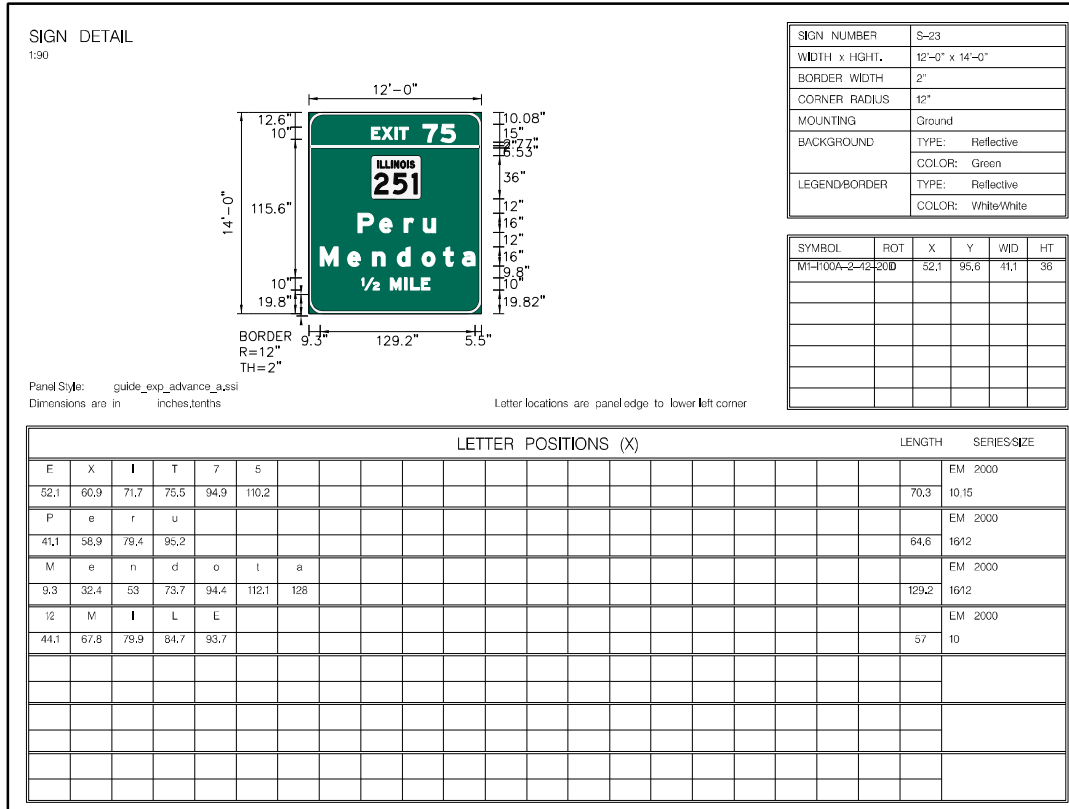 SIGN DETAIL
1:90
SIGN NUMBER S-23
WIDTH x HGHT. 12'-0" x 14'-0"
BORDER WIDTH 2"
CORNER RADIUS 12"
MOUNTING Ground
BACKGROUND TYPE: Reflective
COLOR: Green
LEGEND/BORDER TYPE: Reflective
COLOR: White/White
12'-0"
14'-0"
12.6"
10"
115.6"
10"
19.8"
EXIT 75
ILLINOIS
251
Peru
Mendota
1/2 MILE
10.08"
15"
2.77"
6.53"
36"
12"
16"
12"
16"
9.8"
10"
19.82"
9.3" 129.2" 5.5"
BORDER
R=12"
TH=2"
SYMBOL ROT X Y WID HT
M1-I100A-2-42-20D 52.1 95.6 41.1 36
Panel Style: guide_exp_advance_a.ssi
Dimensions are in inches.tenths
Letter locations are panel edge to lower left corner
LETTER POSITIONS (X) LENGTH SERIES/SIZE
E X I T 7 5 EM 2000
52.1 60.9 71.7 75.5 94.9 110.2 70.3 10,15
P e r u EM 2000
41.1 58.9 79.4 95.2 64.6 16/12
M e n d o t a EM 2000
9.3 32.4 53 73.7 94.4 112.1 128 129.2 16/12
1/2 M I L E EM 2000
44.1 67.8 79.9 84.7 93.7 57 10